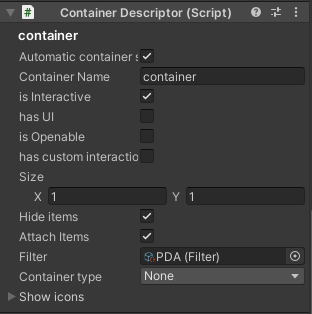 Container Descriptor (Script)
container
Automatic container s
Container Name container
is Interactive
has UI
is Openable
has custom interactio
Size
X 1 Y 1
Hide items
Attach Items
Filter PDA (Filter)
Container type None
Show icons